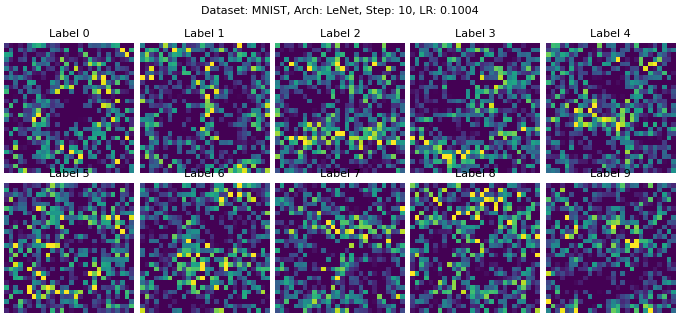 Dataset: MNIST, Arch: LeNet, Step: 10, LR: 0.1004
Label 0 Label 1 Label 2 Label 3 Label 4
Label 5 Label 6 Label 7 Label 8 Label 9